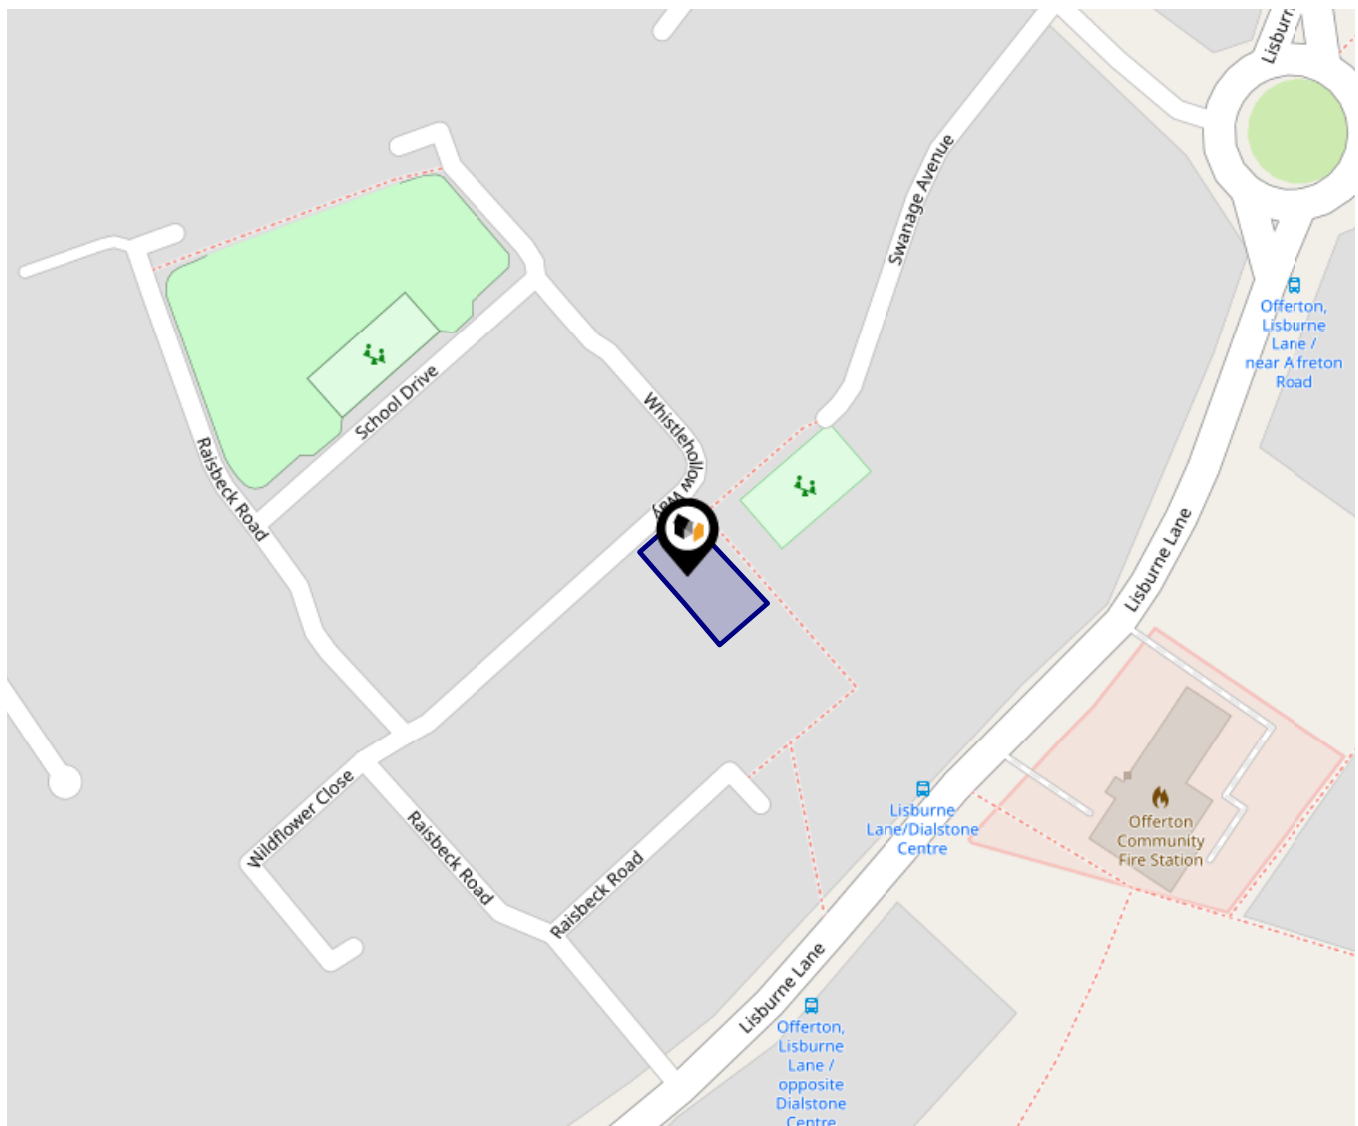 Lisburn
Swanage Avenue
Offerton,
Lisburne
Lane /
near Afreton
Road
School Drive
Whistlehollow Way
Raisbeck Road
Lisburne Lane
Wildflower Close
Raisbeck Road
Raisbeck Road
Lisburne
Lane/Dialstone
Centre
Offerton
Community
Fire Station
Lisburne Lane
Offerton,
Lisburne
Lane /
opposite
Dialstone
Centre